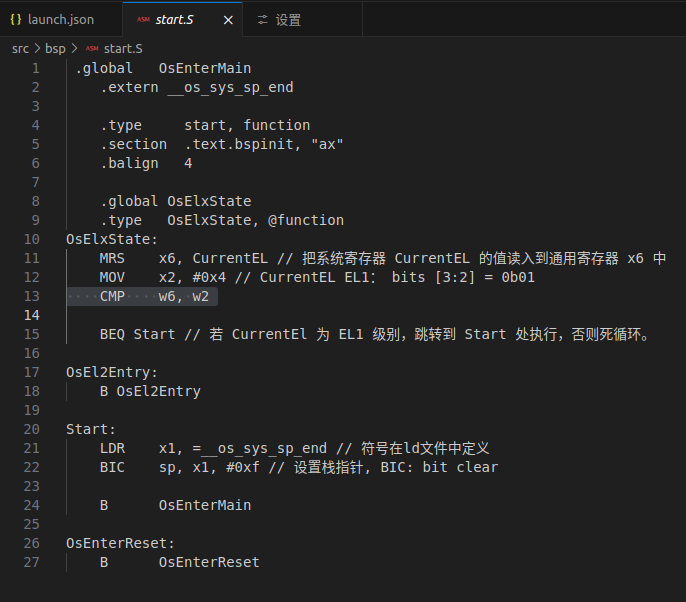 launch.json
ASM start.S ×
设置
src > bsp > ASM start.S
1 .global OsEnterMain
2 .extern __os_sys_sp_end
3
4 .type start, function
5 .section .text.bspinit, "ax"
6 .balign 4
7
8 .global OsElxState
9 .type OsElxState, @function
10 OsElxState:
11 MRS x6, CurrentEL // 把系统寄存器 CurrentEL 的值读入到通用寄存器 x6 中
12 MOV x2, #0x4 // CurrentEL EL1： bits [3:2] = 0b01
13 CMP w6, w2
14
15 BEQ Start // 若 CurrentEl 为 EL1 级别，跳转到 Start 处执行，否则死循环。
16
17 OsEl2Entry:
18 B OsEl2Entry
19
20 Start:
21 LDR x1, =__os_sys_sp_end // 符号在ld文件中定义
22 BIC sp, x1, #0xf // 设置栈指针, BIC: bit clear
23
24 B OsEnterMain
25
26 OsEnterReset:
27 B OsEnterReset